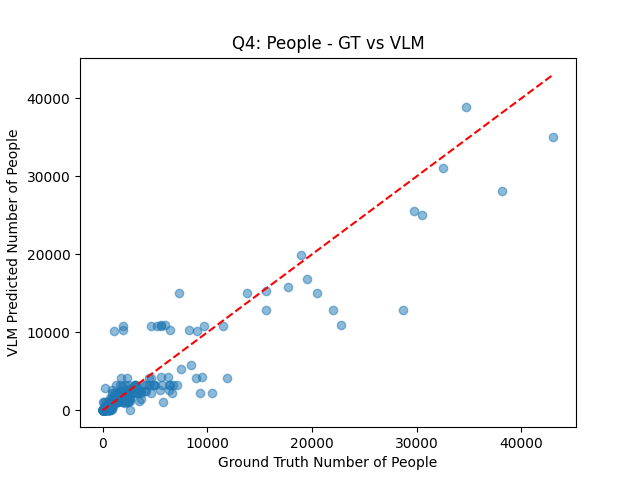 Q4: People - GT vs VLM
VLM Predicted Number of People
40000
30000
20000
10000
0
0 10000 20000 30000 40000
Ground Truth Number of People